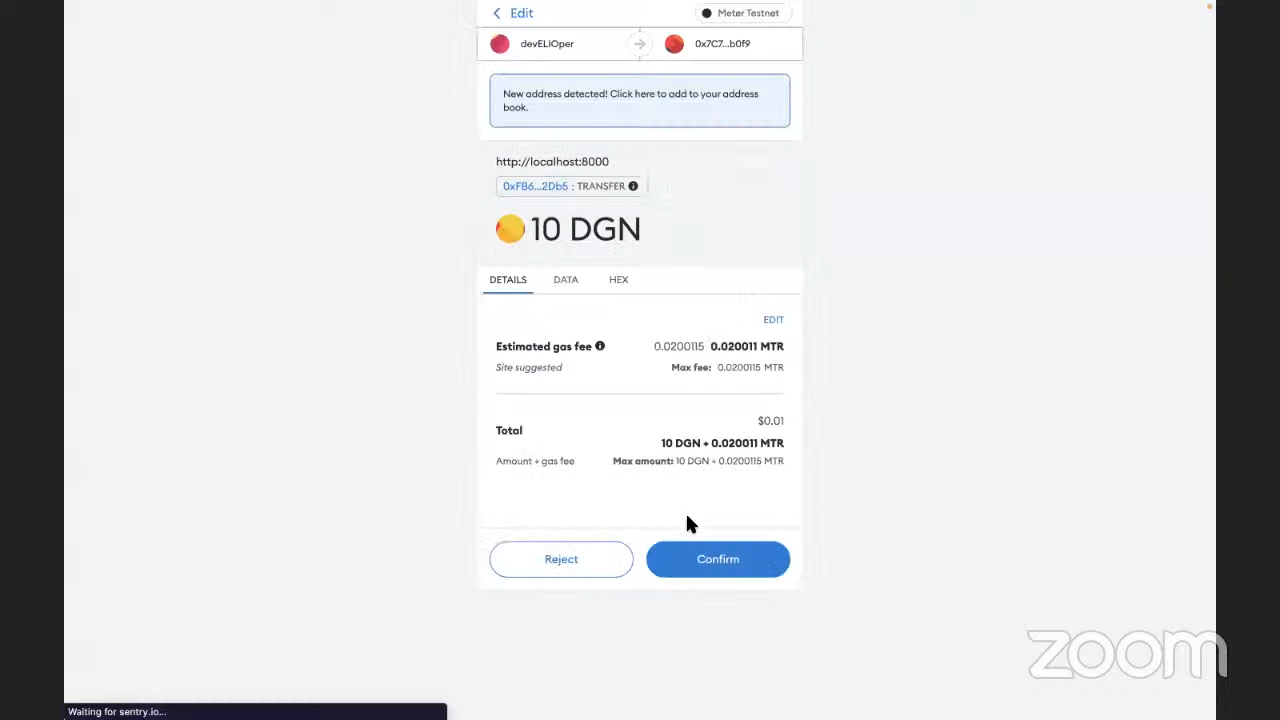 Edit
Meter Testnet
devELIOper
0x7C7...b0f9
New address detected! Click here to add to your address
book.
http://localhost:8000
0xFB6...2Db5 : TRANSFER
10 DGN
DETAILS DATA HEX
EDIT
Estimated gas fee 0.0200115 0.020011 MTR
Site suggested Max fee: 0.0200115 MTR
$0.01
Total
10 DGN + 0.020011 MTR
Amount + gas fee Max amount: 10 DGN + 0.0200115 MTR
Reject Confirm
zoom
Waiting for sentry.io...